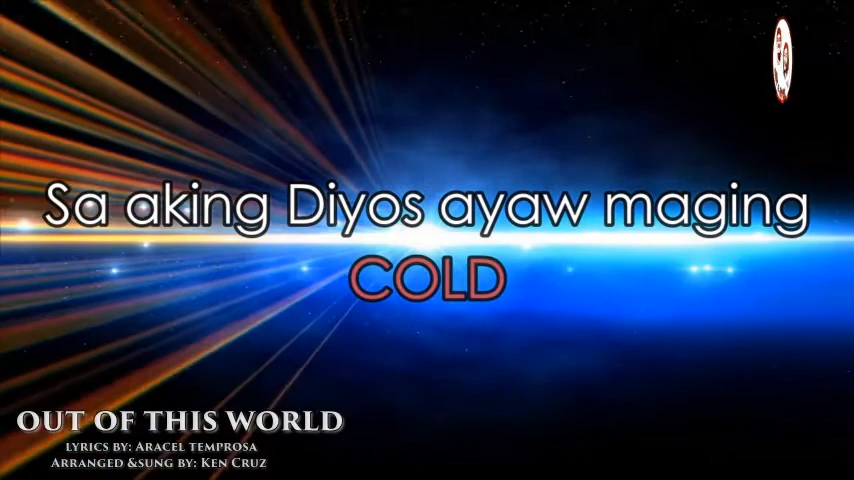 Sa aking Diyos ayaw maging
COLD
OUT OF THIS WORLD
LYRICS BY: ARACEL TEMPROSA
ARRANGED &SUNG BY: KEN CRUZ